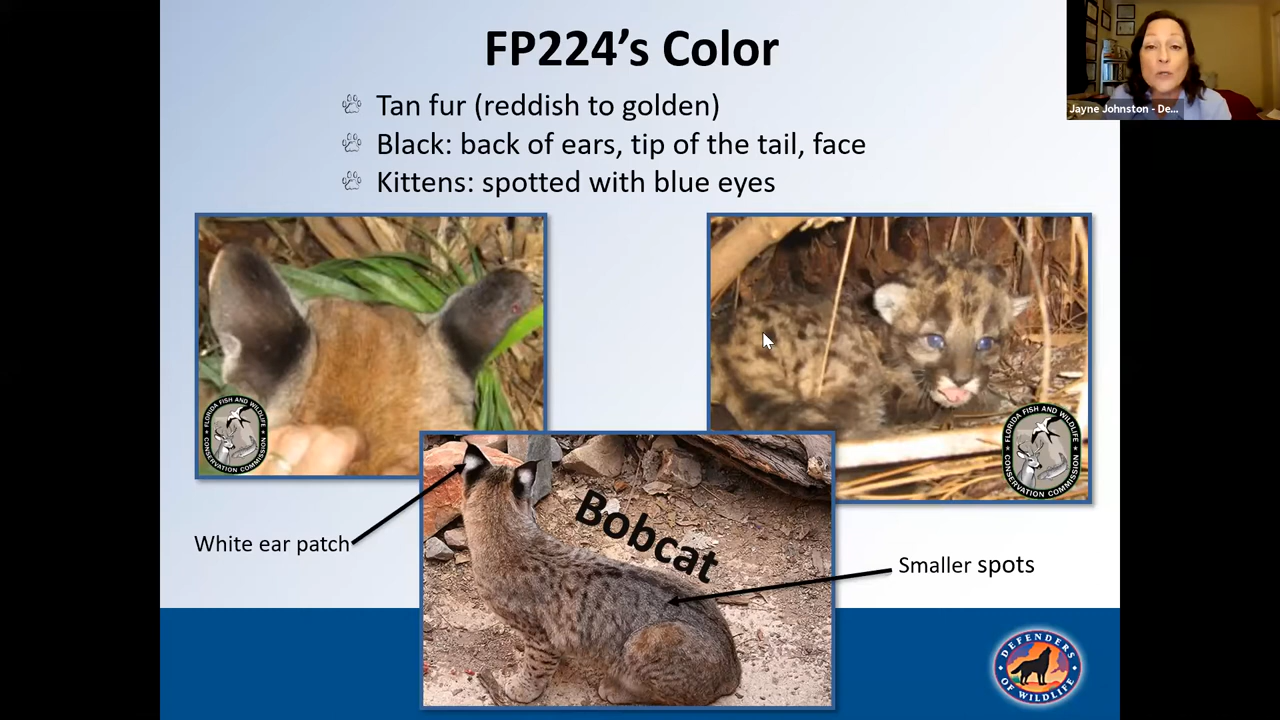 FP224's Color
Jayne Johnston - De...
Tan fur (reddish to golden)
Black: back of ears, tip of the tail, face
Kittens: spotted with blue eyes
FLORIDA FISH AND WILDLIFE
CONSERVATION COMMISSION
FLORIDA FISH AND WILDLIFE
CONSERVATION COMMISSION
Bobcat
White ear patch
Smaller spots
DEFENDERS
OF WILDLIFE